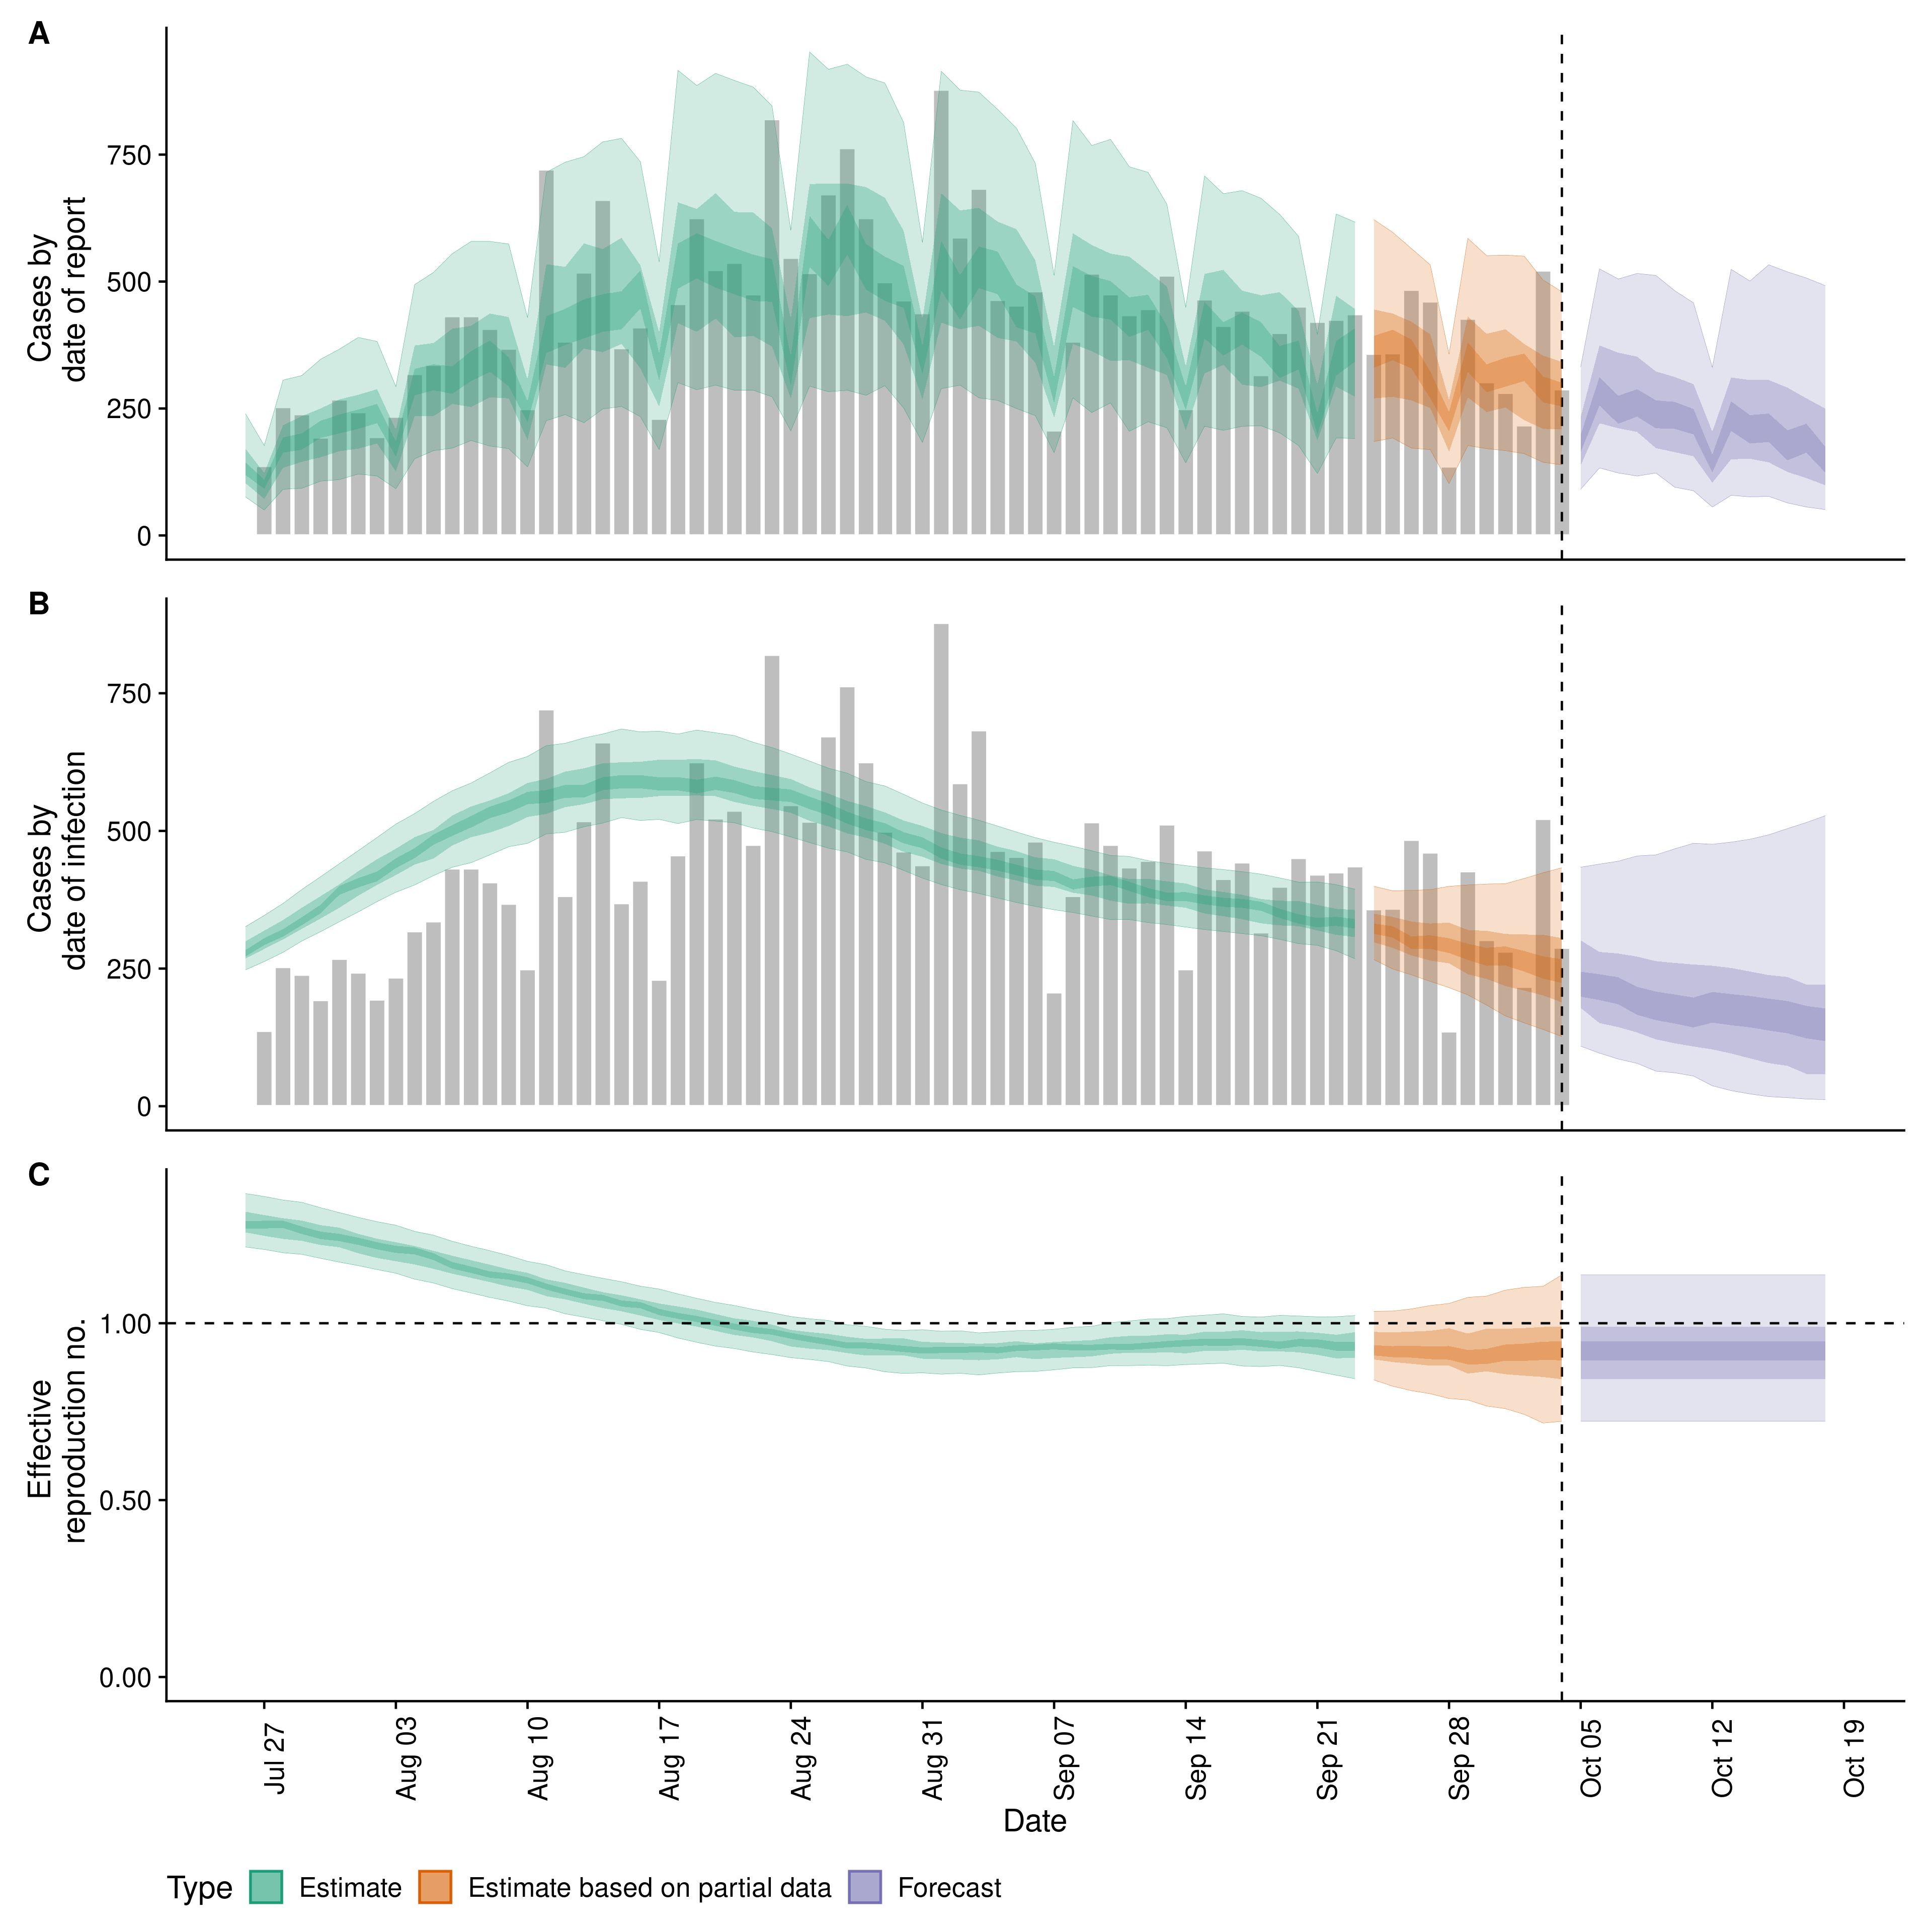 A
Cases by
date of report
750
500
250
0
B
Cases by
date of infection
750
500
250
0
C
Effective
reproduction no.
1.00
0.50
0.00
Jul 27
Aug 03
Aug 10
Aug 17
Aug 24
Aug 31
Sep 07
Sep 14
Sep 21
Sep 28
Oct 05
Oct 12
Oct 19
Date
Type Estimate Estimate based on partial data Forecast